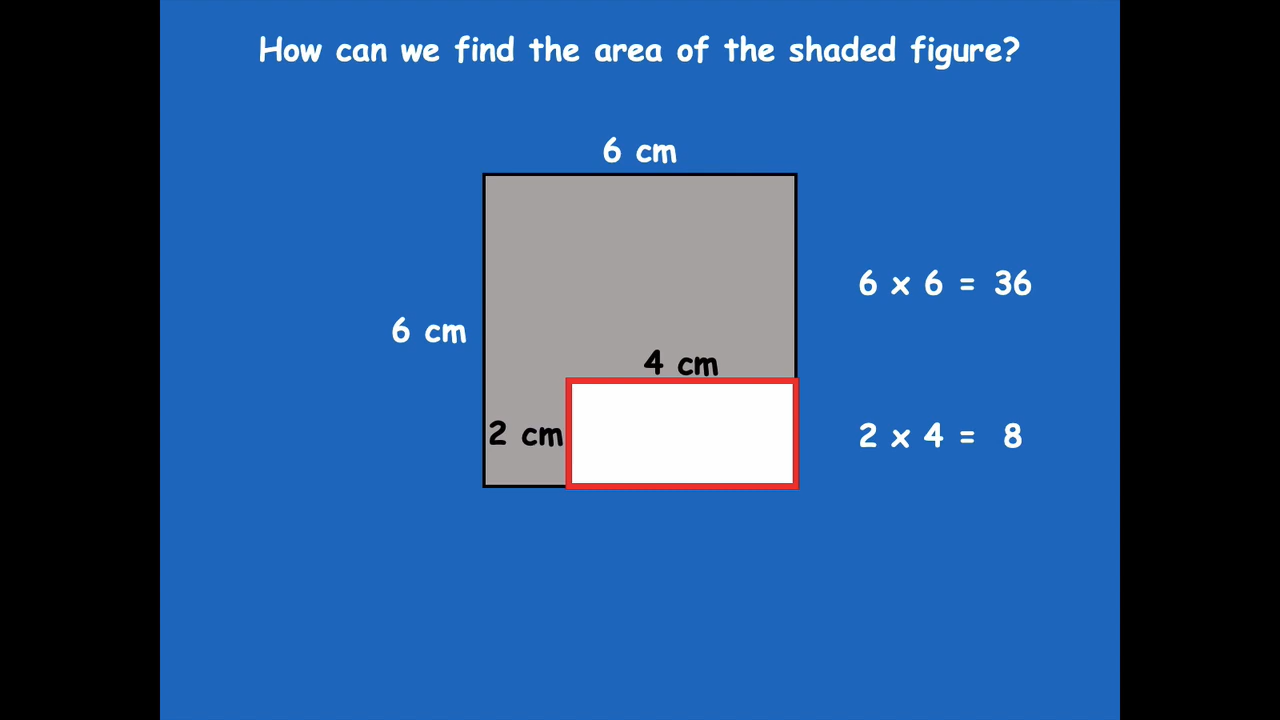 How can we find the area of the shaded figure?
6 cm
6 x 6 = 36
6 cm
4 cm
2 cm
2 x 4 = 8